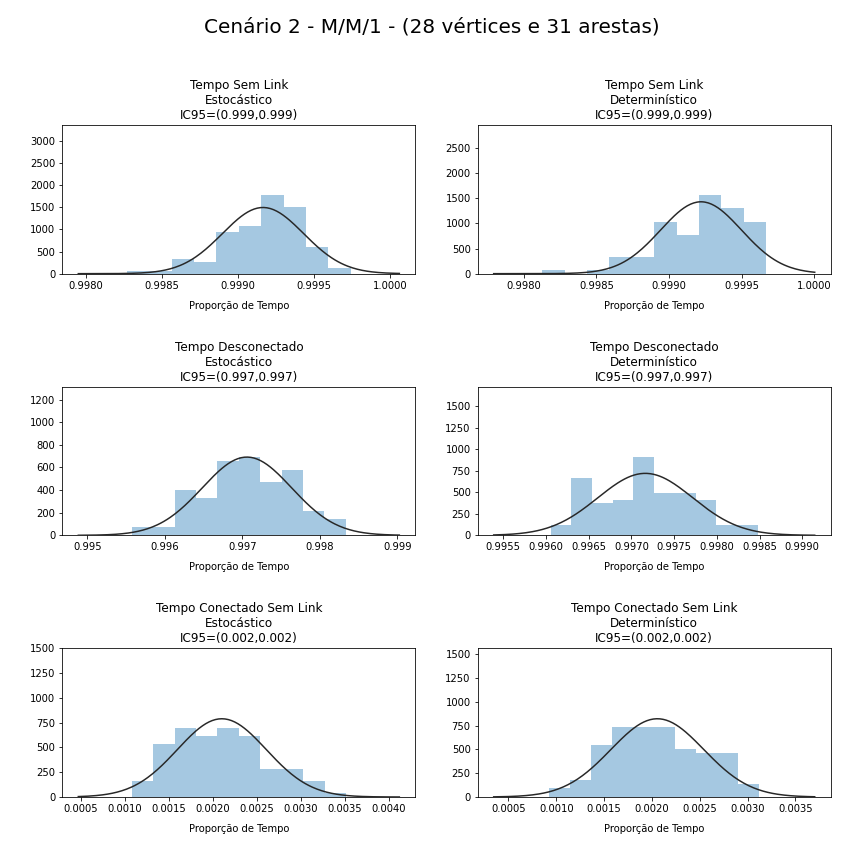 Cenário 2 - M/M/1 - (28 vértices e 31 arestas)
Tempo Sem Link
Estocástico
IC95=(0.999,0.999)
3000
2500
2000
1500
1000
500
0
0.9980 0.9985 0.9990 0.9995 1.0000
Proporção de Tempo
Tempo Sem Link
Determinístico
IC95=(0.999,0.999)
2500
2000
1500
1000
500
0
0.9980 0.9985 0.9990 0.9995 1.0000
Proporção de Tempo
Tempo Desconectado
Estocástico
IC95=(0.997,0.997)
1200
1000
800
600
400
200
0
0.995 0.996 0.997 0.998 0.999
Proporção de Tempo
Tempo Desconectado
Determinístico
IC95=(0.997,0.997)
1500
1250
1000
750
500
250
0
0.9955 0.9960 0.9965 0.9970 0.9975 0.9980 0.9985 0.9990
Proporção de Tempo
Tempo Conectado Sem Link
Estocástico
IC95=(0.002,0.002)
1500
1250
1000
750
500
250
0
0.0005 0.0010 0.0015 0.0020 0.0025 0.0030 0.0035 0.0040
Proporção de Tempo
Tempo Conectado Sem Link
Determinístico
IC95=(0.002,0.002)
1500
1250
1000
750
500
250
0
0.0005 0.0010 0.0015 0.0020 0.0025 0.0030 0.0035
Proporção de Tempo